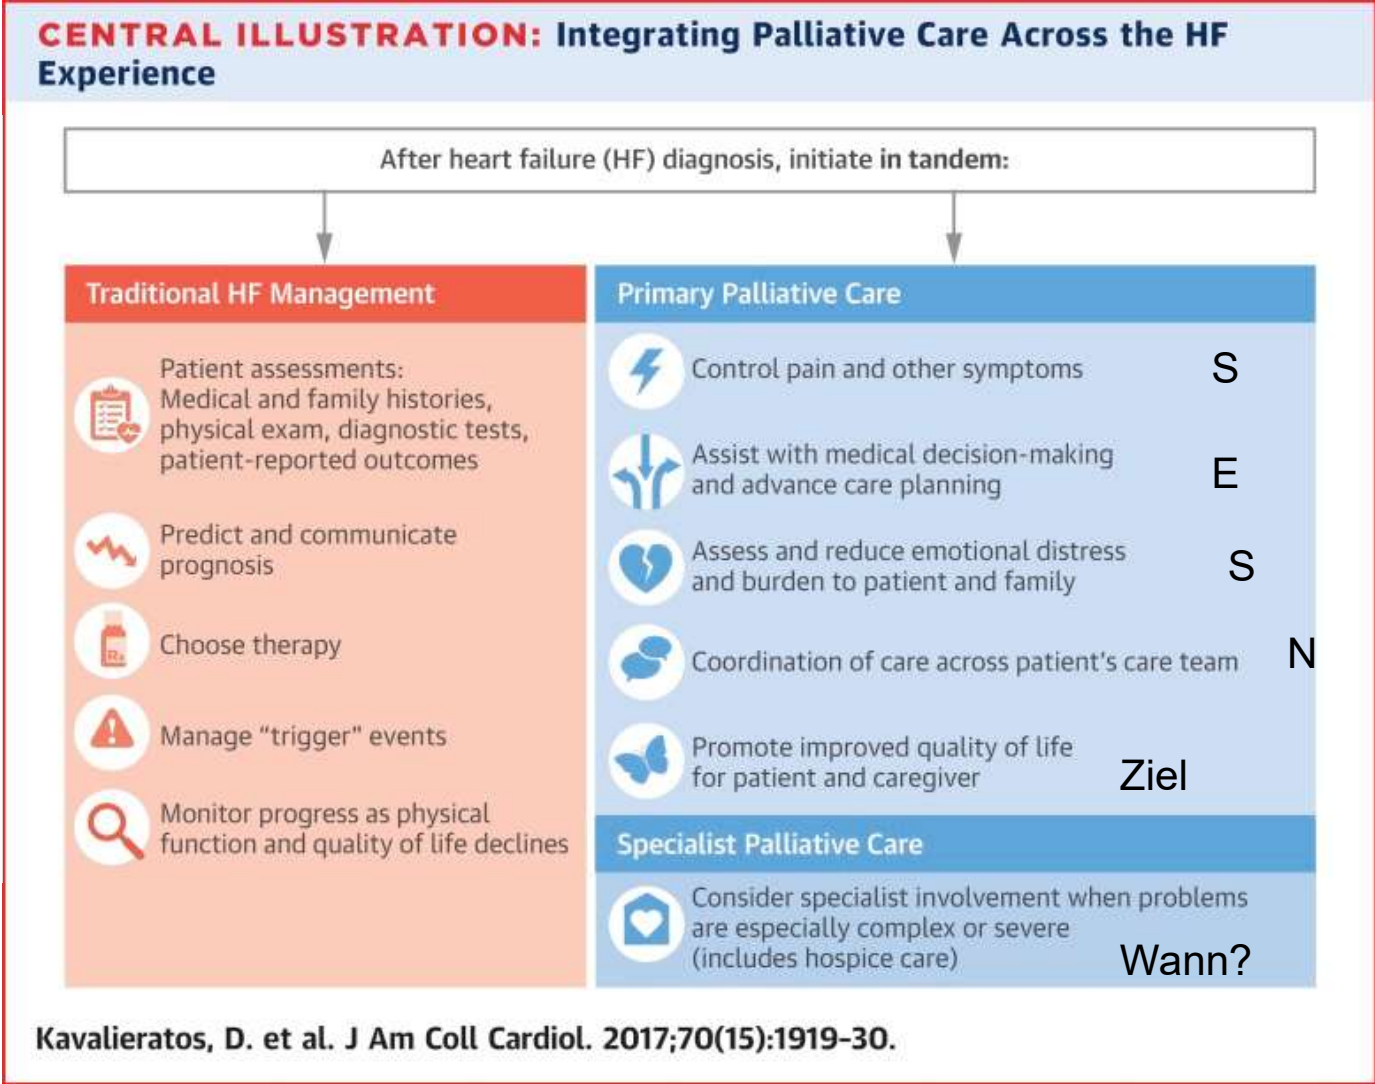 CENTRAL ILLUSTRATION: Integrating Palliative Care Across the HF
Experience
After heart failure (HF) diagnosis, initiate in tandem:
Traditional HF Management
Patient assessments:
Medical and family histories,
physical exam, diagnostic tests,
patient-reported outcomes
Predict and communicate
prognosis
Rx
Choose therapy
Manage “trigger” events
Monitor progress as physical
function and quality of life declines
Primary Palliative Care
Control pain and other symptoms
S
Assist with medical decision-making
and advance care planning
E
Assess and reduce emotional distress
and burden to patient and family
S
Coordination of care across patient’s care team
N
Promote improved quality of life
for patient and caregiver
Ziel
Specialist Palliative Care
Consider specialist involvement when problems
are especially complex or severe
(includes hospice care)
Wann?
Kavalieratos, D. et al. J Am Coll Cardiol. 2017;70(15):1919–30.